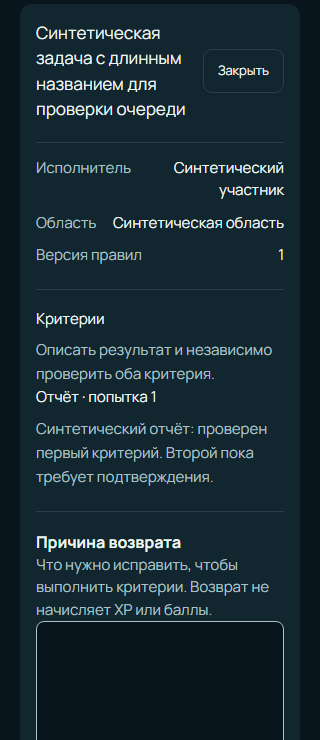 Синтетическая
задача с длинным
названием для
проверки очереди
Закрыть
Исполнитель Синтетический
участник
Область Синтетическая область
Версия правил 1
Критерии
Описать результат и независимо
проверить оба критерия.
Отчёт · попытка 1
Синтетический отчёт: проверен
первый критерий. Второй пока
требует подтверждения.
Причина возврата
Что нужно исправить, чтобы
выполнить критерии. Возврат не
начисляет XP или баллы.